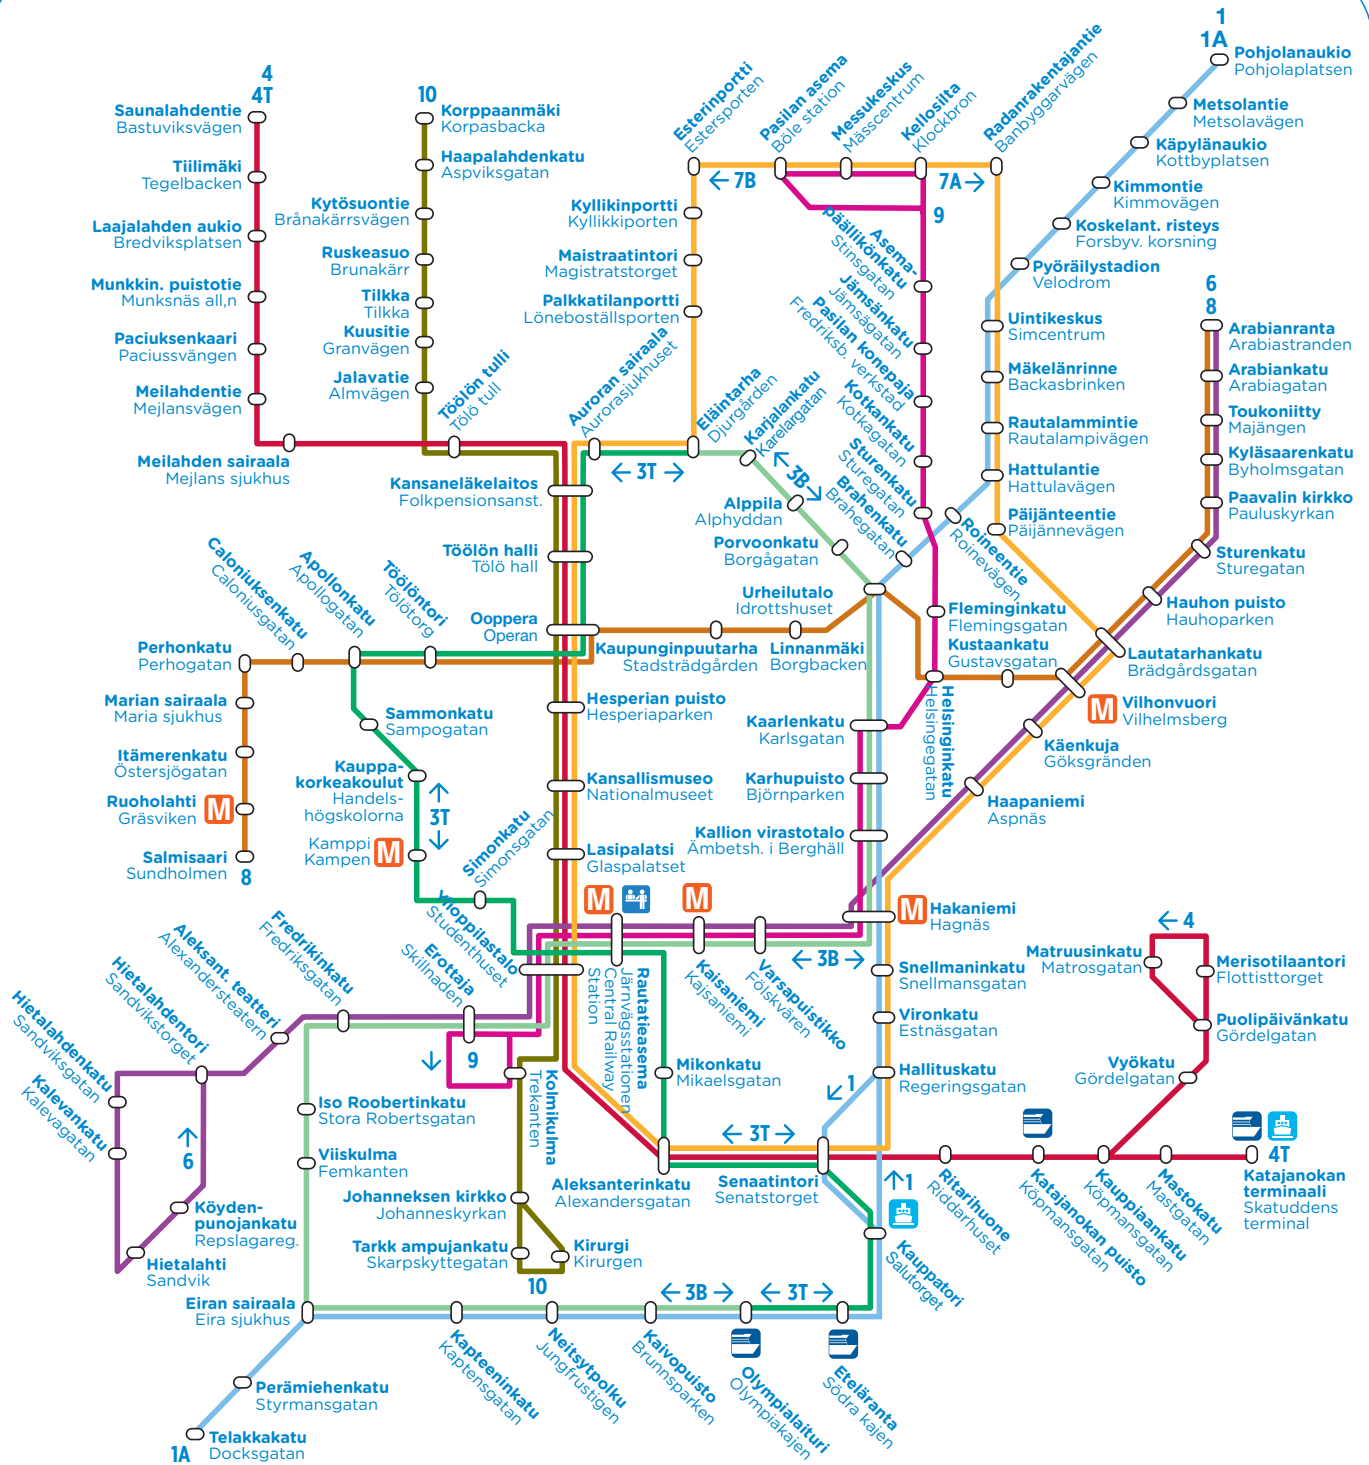 1
1A
Pohjolanaukio
Pohjolaplatsen
Metsolantie
Metsolavägen
Käpylänaukio
Kottbyplatsen
Kimmontie
Kimmovägen
Koskelant. risteys
Forsbyv. korsning
Pyöräilystadion
Velodrom
Uintikeskus
Simcentrum
Mäkelänrinne
Backasbrinken
Rautalammintie
Rautalampivägen
Hattulantie
Hattulavägen
Päijänteentie
Päijännevägen
4
4T
Saunalahdentie
Bastuviksvägen
Tiilimäki
Tegelbacken
Laajalahden aukio
Bredviksplatsen
Munkkin. puistotie
Munksnäs all,n
Paciuksenkaari
Paciussvängen
Meilahdentie
Mejlansvägen
Meilahden sairaala
Mejlans sjukhus
10
Korppaanmäki
Korpasbacka
Haapalahdenkatu
Aspviksgatan
Kytösuontie
Brånakärrsvägen
Ruskeasuo
Brunakärr
Tilkka
Tilkka
Kuusitie
Granvägen
Jalavatie
Almvägen
Töölön tulli
Tölö tull
Kansaneläkelaitos
Folkpensionsanst.
Töölön halli
Tölö hall
Ooppera
Operan
Esterinportti
Estersporten
Pasilan asema
Böle station
Messukeskus
Mässcentrum
Kellosilta
Klockbron
Radanrakentajantie
Banbyggarvägen
7B
7A
9
Kyllikinportti
Kyllikkiporten
Maistraatintori
Magistratstorget
Palkkatilanportti
Löneboställsporten
Auroran sairaala
Aurorasjukhuset
Eläintarha
Djurgården
Karjalankatu
Karelargatan
3T
3B
Alppila
Alphyddan
Porvoonkatu
Borgågatan
Urheilutalo
Idrottshuset
Asema-
päällikönkatu
Stinsgatan
Jämsänkatu
Jämsägatan
Pasilan konepaja
Fredriksb. verkstad
Kotkankatu
Kotkagatan
Sturenkatu
Sturegatan
Brahenkatu
Brahegatan
Roineentie
Roinevägen
6
8
Arabianranta
Arabiastranden
Arabiankatu
Arabiagatan
Toukoniitty
Majängen
Kyläsaarenkatu
Byholmsgatan
Paavalin kirkko
Pauluskyrkan
Sturenkatu
Sturegatan
Hauhon puisto
Hauhoparken
Lautatarhankatu
Brädgårdsgatan
M
Vilhonvuori
Vilhelmsberg
Käenkuja
Göksgränden
Haapaniemi
Aspnäs
Fleminginkatu
Flemingsgatan
Kustaankatu
Gustavsgatan
Helsinginkatu
Helsingegatan
Caloniuksenkatu
Caloniusgatan
Apollonkatu
Apollogatan
Töölöntori
Tölötorg
Perhonkatu
Perhogatan
Marian sairaala
Maria sjukhus
Itämerenkatu
Östersjögatan
Ruoholahti
Gräsviken
M
Salmisaari
Sundholmen
8
Kaupunginpuutarha
Stadsträdgården
Linnanmäki
Borgbacken
Sammonkatu
Sampogatan
Kauppa-
korkeakoulut
Handels-
högskolorna
3T
Kamppi
Kampen
M
Simonkatu
Simonsgatan
Hesperian puisto
Hesperiaparken
Kansallismuseo
Nationalmuseet
Lasipalatsi
Glaspalatset
Kaarlenkatu
Karlsgatan
Karhupuisto
Björnparken
Kallion virastotalo
Ämbetsh. i Berghäll
M
M
M
Hakaniemi
Hagnäs
3B
Ylioppilastalo
Studenthuset
Erottaja
Skillnaden
Fredrikinkatu
Fredriksgatan
Aleksant. teatteri
Alexandersteatern
Hietalahdentori
Sandvikstorget
Hietalahdenkatu
Sandviksgatan
Kalevankatu
Kalevagatan
6
Köyden-
punojankatu
Repslagareg.
Hietalahti
Sandvik
Rautatieasema
Järnvägsstationen
Central Railway
Station
Kaisaniemi
Kajsaniemi
Varsapuistikko
Fölskvären
Snellmaninkatu
Snellmansgatan
Vironkatu
Estnäsgatan
Hallituskatu
Regeringsgatan
1
4
Matruusinkatu
Matrosgatan
Merisotilaantori
Flottisttorget
Puolipäivänkatu
Gördelgatan
Vyökatu
Gördelgatan
9
Kolmikulma
Trekanten
Mikonkatu
Mikaelsgatan
Iso Roobertinkatu
Stora Robertsgatan
Viiskulma
Femkanten
Johanneksen kirkko
Johanneskyrkan
Tarkk ampujankatu
Skarpskyttegatan
Kirurgi
Kirurgen
10
Aleksanterinkatu
Alexandersgatan
3T
Senaatintori
Senatstorget
1
Ritarihuone
Riddarhuset
Katajanokan puisto
Köpmansgatan
Kauppiaankatu
Köpmansgatan
Mastokatu
Mastgatan
4T
Katajanokan
terminaali
Skatuddens
terminal
Kauppatori
Salutorget
Eiran sairaala
Eira sjukhus
Kapteeninkatu
Kaptensgatan
Neitsytpolku
Jungfrustigen
Kaivopuisto
Brunnsparken
3B
3T
Olympialaituri
Olympiakajen
Eteläranta
Södra kajen
Perämiehenkatu
Styrmansgatan
1A
Telakkakatu
Docksgatan